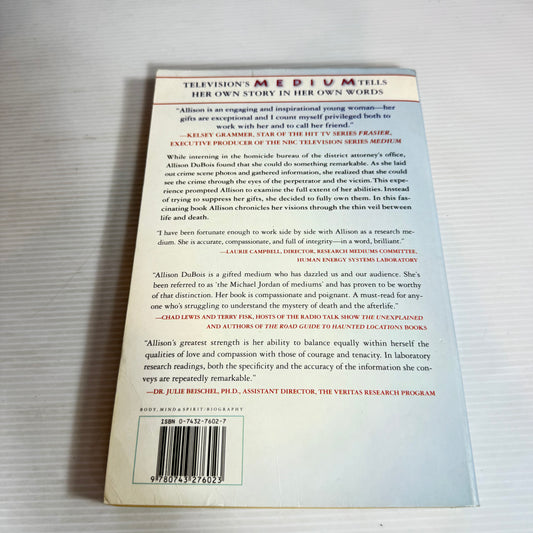 TELEVISION'S MEDIUM TELLS
HER OWN STORY IN HER OWN WORDS
"Allison is an engaging and inspirational young woman—her
gifts are exceptional and I count myself privileged both to
work with her and to call her friend."
—KELSEY GRAMMER, STAR OF THE HIT TV SERIES FRASIER,
EXECUTIVE PRODUCER OF THE NBC TELEVISION SERIES MEDIUM
While interning in the homicide bureau of the district attorney's office,
Allison DuBois found that she could do something remarkable. As she laid
out crime scene photos and gathered information, she realized that she could
see the crime through the eyes of the perpetrator and the victim. This expe-
rience prompted Allison to examine the full extent of her abilities. Instead
of trying to suppress her gifts, she decided to fully own them. In this fas-
cinating book Allison chronicles her visions through the thin veil between
life and death.
"I have been fortunate enough to work side by side with Allison as a research me-
dium. She is accurate, compassionate, and full of integrity—in a word, brilliant."
—LAURIE CAMPBELL, DIRECTOR, RESEARCH MEDIUMS COMMITTEE,
HUMAN ENERGY SYSTEMS LABORATORY
"Allison DuBois is a gifted medium who has dazzled us and our audience. She's
been referred to as 'the Michael Jordan of mediums' and has proven to be worthy
of that distinction. Her book is compassionate and poignant. A must-read for any-
one who's struggling to understand the mystery of death and the afterlife."
—CHAD LEWIS AND TERRY FISK, HOSTS OF THE RADIO TALK SHOW THE UNEXPLAINED
AND AUTHORS OF THE ROAD GUIDE TO HAUNTED LOCATIONS BOOKS
"Allison's greatest strength is her ability to balance equally within herself the
qualities of love and compassion with those of courage and tenacity. In laboratory
research readings, both the specificity and the accuracy of the information she con-
veys are repeatedly remarkable."
—DR. JULIE BEISCHEL, PH.D., ASSISTANT DIRECTOR, THE VERITAS RESEARCH PROGRAM
BODY, MIND & SPIRIT/BIOGRAPHY
ISBN 0-7432-7602-7
9 780743 276023